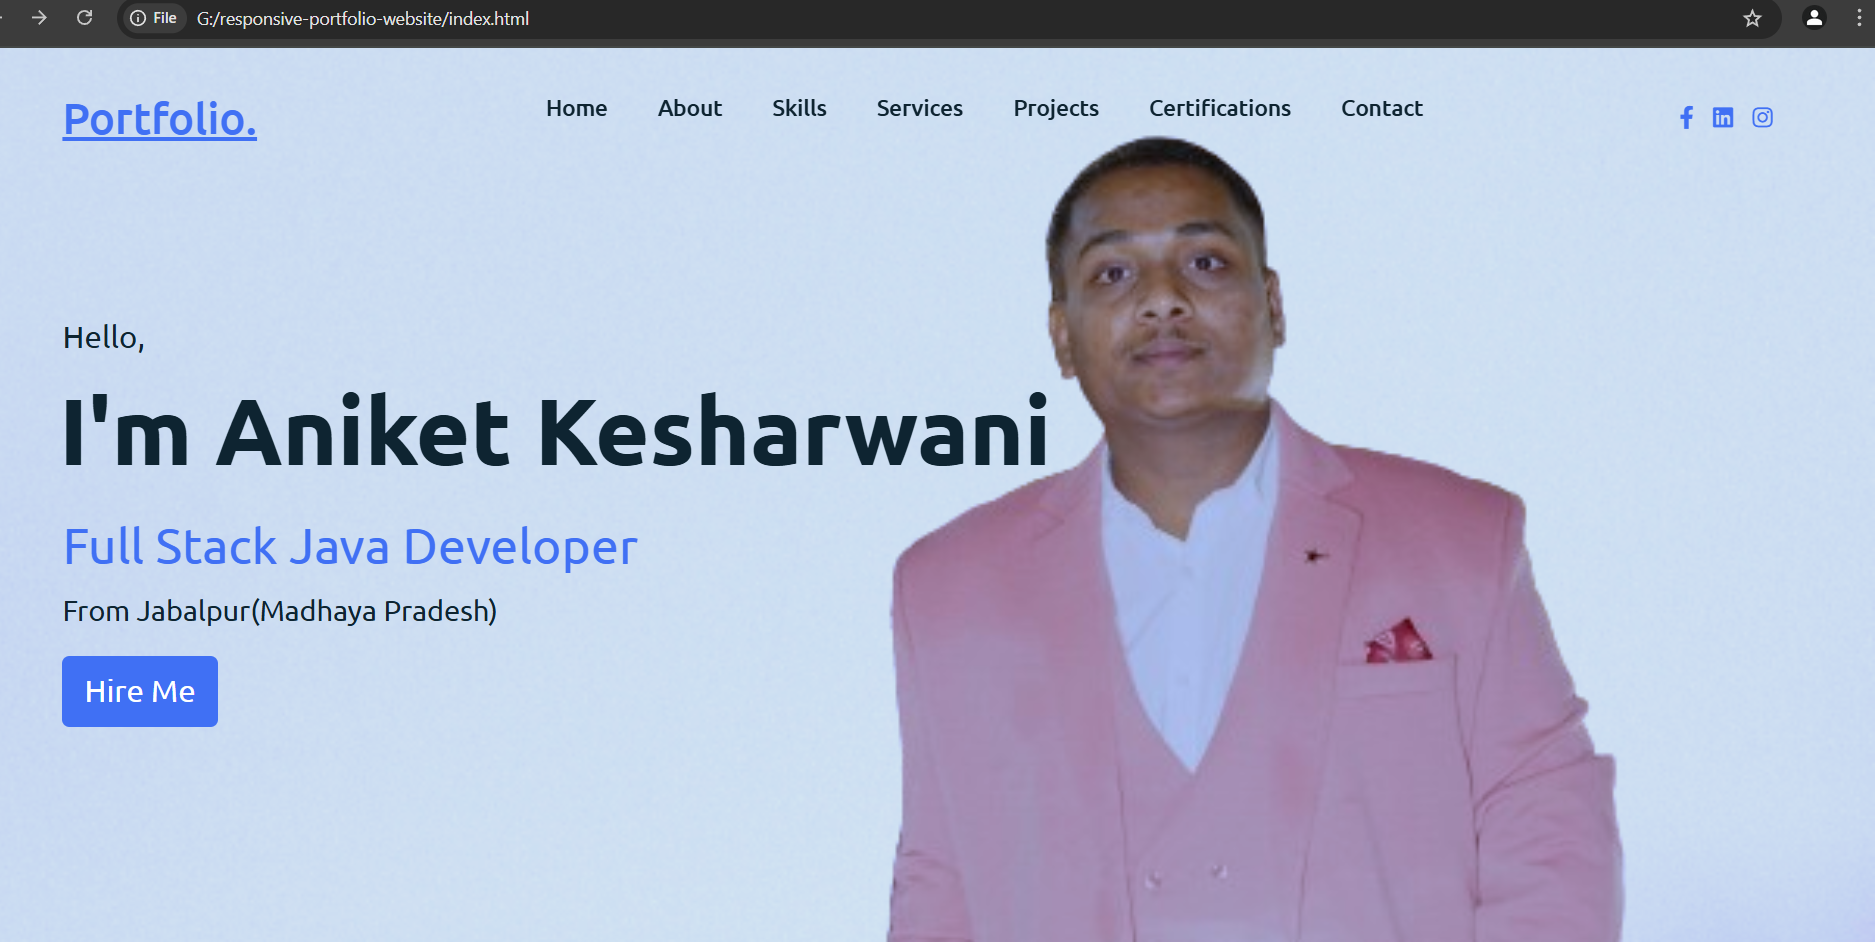 File G:/responsive-portfolio-website/index.html
Portfolio. Home About Skills Services Projects Certifications Contact
Hello,
I'm Aniket Kesharwani
Full Stack Java Developer
From Jabalpur(Madhaya Pradesh)
Hire Me